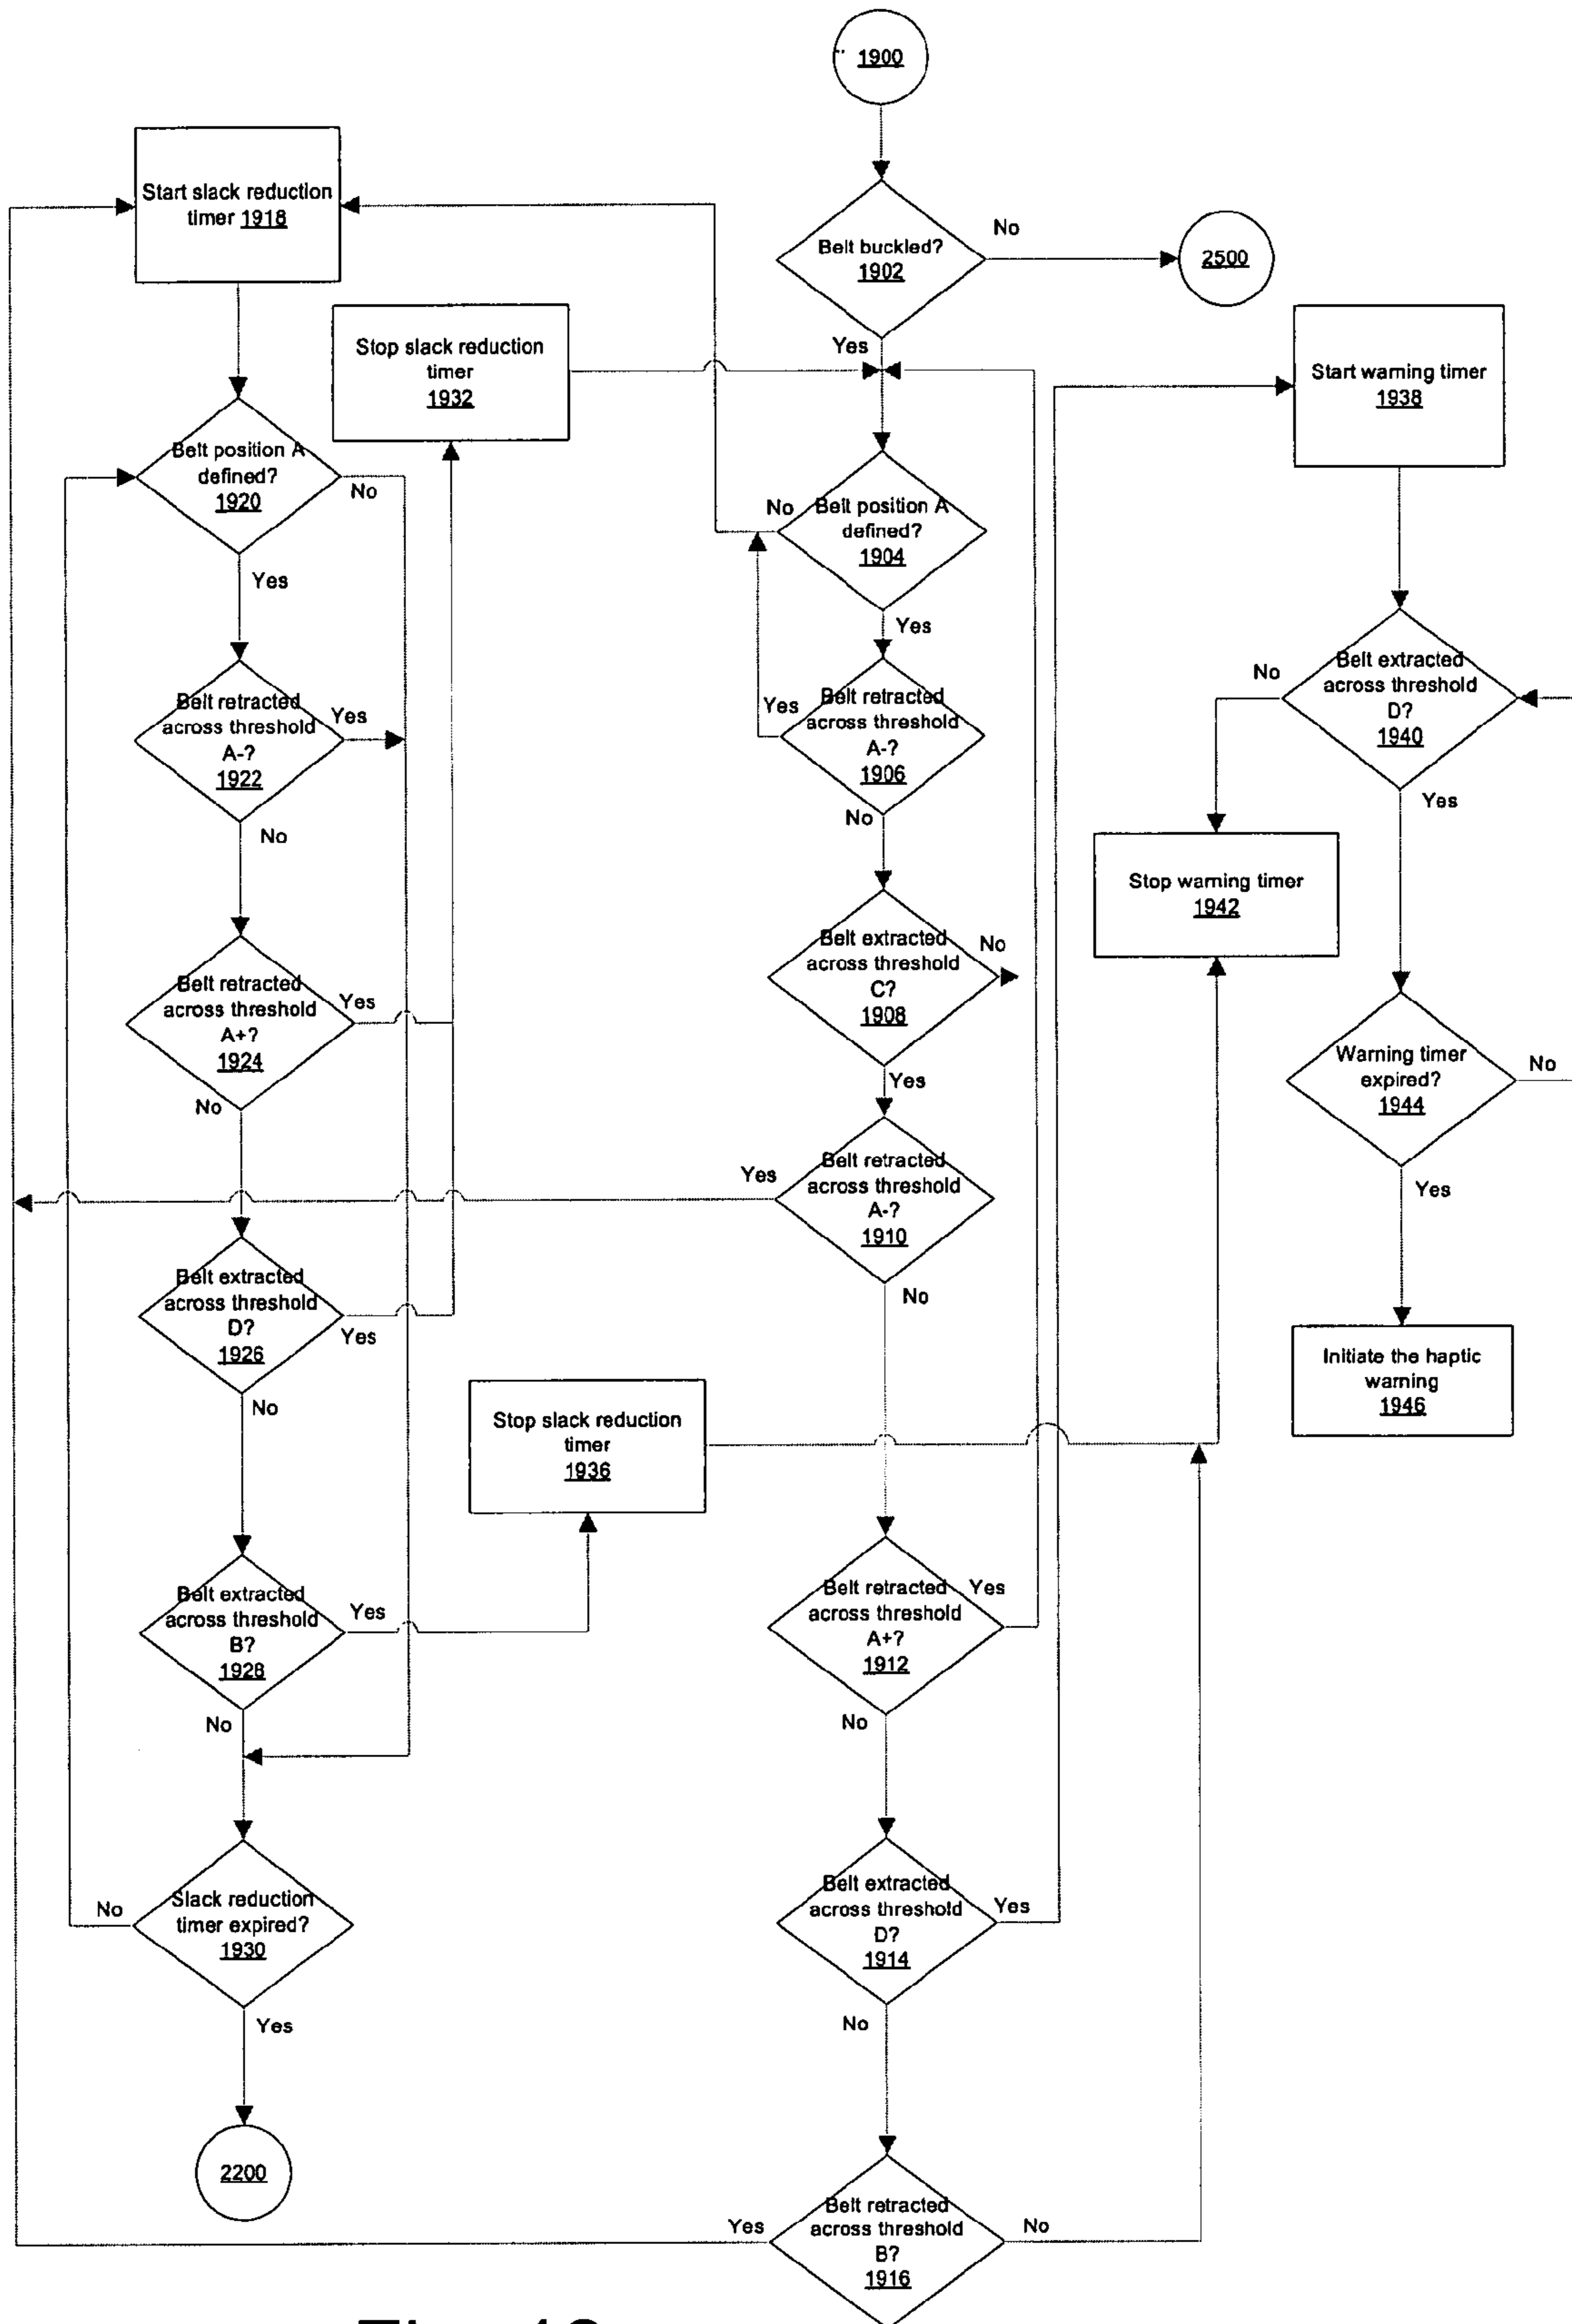 1900
Belt buckled?
1902
No
2500
Yes
Start slack reduction
timer 1918
Stop slack reduction
timer
1932
Start warning timer
1938
Belt position A
defined?
1920
No
Yes
Belt position A
defined?
1904
No
Yes
Belt retracted
across threshold
A-?
1922
Yes
No
Belt retracted
across threshold
A-?
1906
Yes
No
Belt extracted
across threshold
D?
1940
No
Yes
Stop warning timer
1942
Belt retracted
across threshold
A+?
1924
Yes
No
Belt extracted
across threshold
C?
1908
No
Yes
Warning timer
expired?
1944
No
Yes
Belt retracted
across threshold
A-?
1910
Yes
No
Belt extracted
across threshold
D?
1926
Yes
No
Initiate the haptic
warning
1946
Stop slack reduction
timer
1936
Belt extracted
across threshold
B?
1928
Yes
No
Belt retracted
across threshold
A+?
1912
Yes
No
Slack reduction
timer expired?
1930
No
Yes
Belt extracted
across threshold
D?
1914
Yes
No
2200
Belt retracted
across threshold
B?
1916
Yes
No